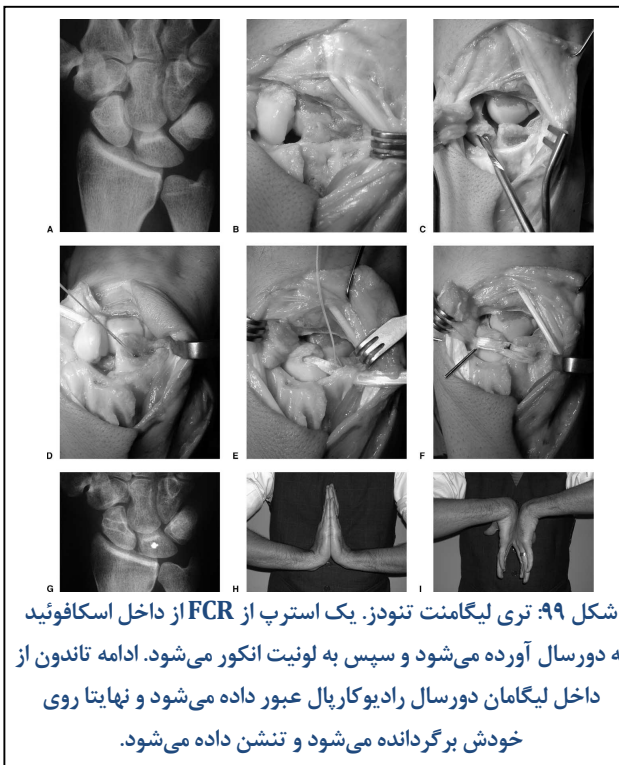 A
B
C
D
E
F
G
H
I
شکل ۹۹: تری لیگامنت تنودز. یک استرپ از FCR از داخل اسکافوئید
ه دورسال آورده می‌شود و سپس به لونیت انکور می‌شود. ادامه تاندون از
داخل لیگامان دورسال رادیوکارپال عبور داده می‌شود و نهایتا روی
خودش برگردانده می‌شود و تنشن داده می‌شود.